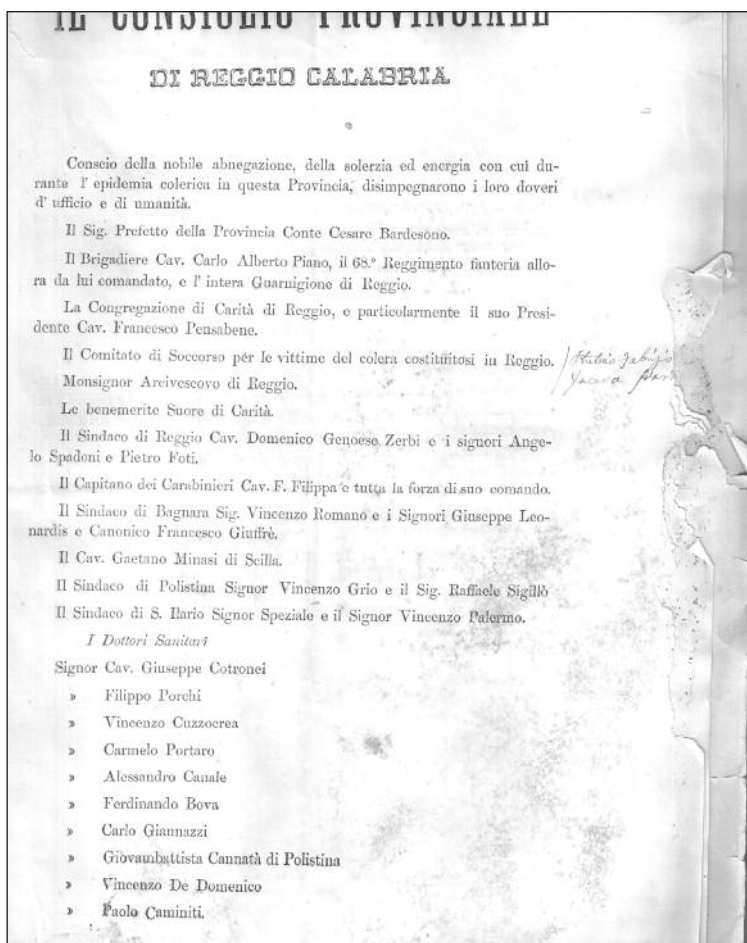 IL CONSIGLIO PROVINCIALE
DI REGGIO CALABRIA
Conscio della nobile abnegazione, della solerzia ed energia con cui du-
rante l' epidemia colerica in questa Provincia, disimpegnarono i loro doveri
d' ufficio e di umanità.
Il Sig. Prefetto della Provincia Conte Cesare Bardesono.
Il Brigadiere Cav. Carlo Alberto Piano, il 68.º Reggimento fanteria allo-
ra da lui comandato, e l' intera Guarnigione di Reggio.
La Congregazione di Carità di Reggio, e particolarmente il suo Presi-
dente Cav. Francesco Pensabene.
Il Comitato di Soccorso per le vittime del colera costituitosi in Reggio.
Monsignor Arcivescovo di Reggio.
Le benemerite Suore di Carità.
Il Sindaco di Reggio Cav. Domenico Genoese Zerbi e i signori Ange-
lo Spadoni e Pietro Foti.
Il Capitano dei Carabinieri Cav. F. Filippa e tutta la forza di suo comando.
Il Sindaco di Bagnara Sig. Vincenzo Romano e i Signori Giuseppe Leo-
nardis e Canonico Francesco Giuffrè.
Il Cav. Gaetano Minasi di Scilla.
Il Sindaco di Polistina Signor Vincenzo Grio e il Sig. Raffaele Sigillò
Il Sindaco di S. Ilario Signor Speziale e il Signor Vincenzo Palermo.
I Dottori Sanitari
Signor Cav. Giuseppe Cotronei
» Filippo Porchi
» Vincenzo Cuzzocrea
» Carmelo Portaro
» Alessandro Canale
» Ferdinando Bova
» Carlo Giannazzi
» Giovambattista Cannatà di Polistina
» Vincenzo De Domenico
» Paolo Caminiti.